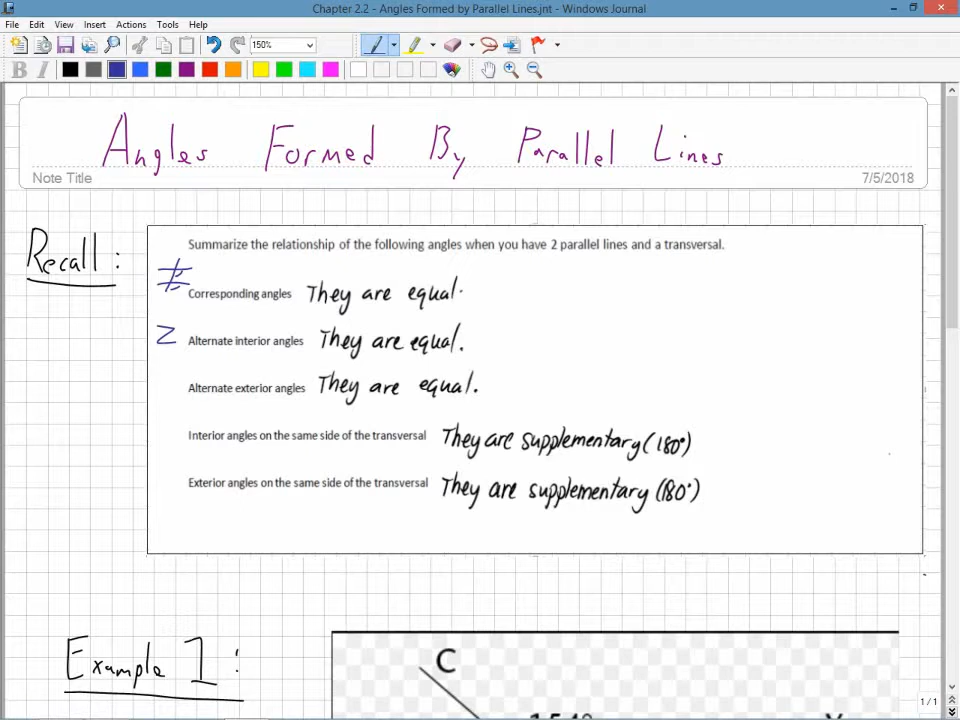 Chapter 2.2 - Angles Formed by Parallel Lines.jnt - Windows Journal
File Edit View Insert Actions Tools Help
150%
B I
Angles Formed By Parallel Lines
Note Title 7/5/2018
Recall:
Summarize the relationship of the following angles when you have 2 parallel lines and a transversal.
Corresponding angles They are equal.
Z Alternate interior angles They are equal.
Alternate exterior angles They are equal.
Interior angles on the same side of the transversal They are supplementary (180°)
Exterior angles on the same side of the transversal They are supplementary (180°)
Example 1:
C
1 / 1